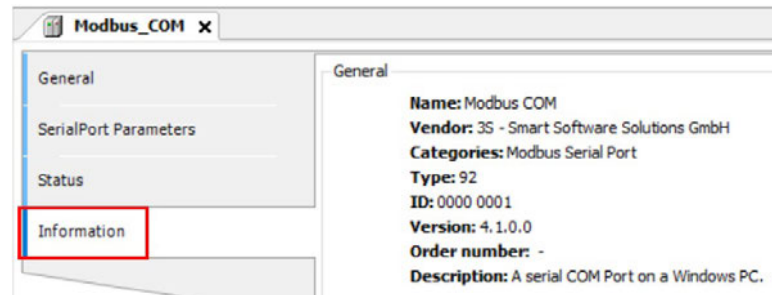 Modbus_COM X
General
SerialPort Parameters
Status
Information
General
Name: Modbus COM
Vendor: 3S - Smart Software Solutions GmbH
Categories: Modbus Serial Port
Type: 92
ID: 0000 0001
Version: 4.1.0.0
Order number: -
Description: A serial COM Port on a Windows PC.